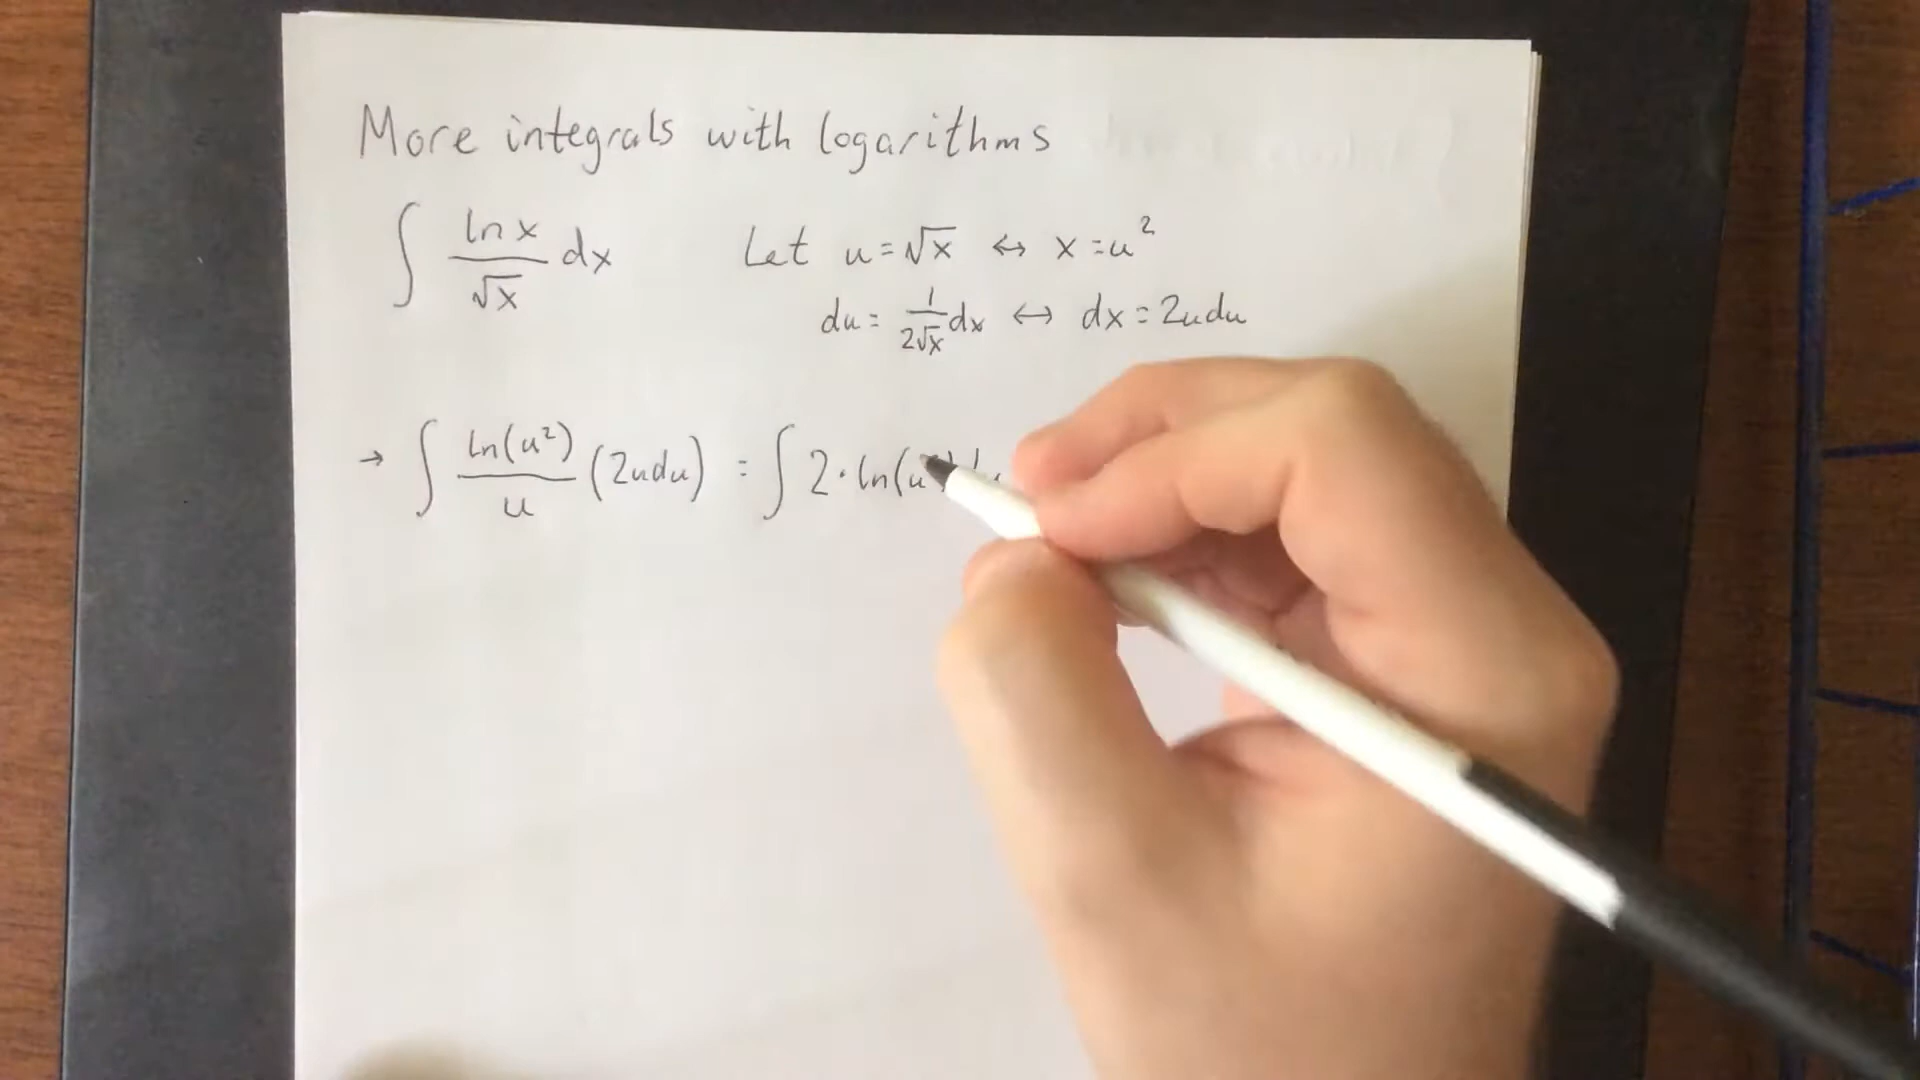 More integrals with logarithms
∫ ln x / √x dx Let u = √x ↔ x = u²
du = 1 / 2√x dx ↔ dx = 2u du
→ ∫ ln(u²) / u (2u du) = ∫ 2 · ln(u